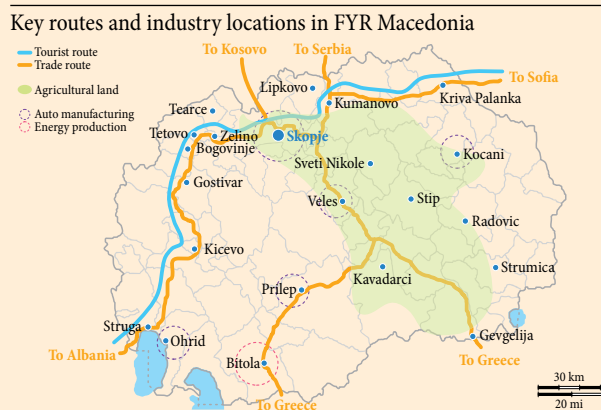 Key routes and industry locations in FYR Macedonia
Tourist route
Trade route
Agricultural land
Auto manufacturing
Energy production
To Kosovo
To Serbia
To Sofia
Lipkovo
Kumanovo
Kriva Palanka
Tearce
Tetovo
Zelino
Skopje
Bogovinje
Sveti Nikole
Kocani
Gostivar
Veles
Stip
Radovic
Kicevo
Strumica
Kavadarci
Prilep
Struga
Ohrid
Gevgelija
To Albania
Bitola
To Greece
To Greece
30 km
20 mi